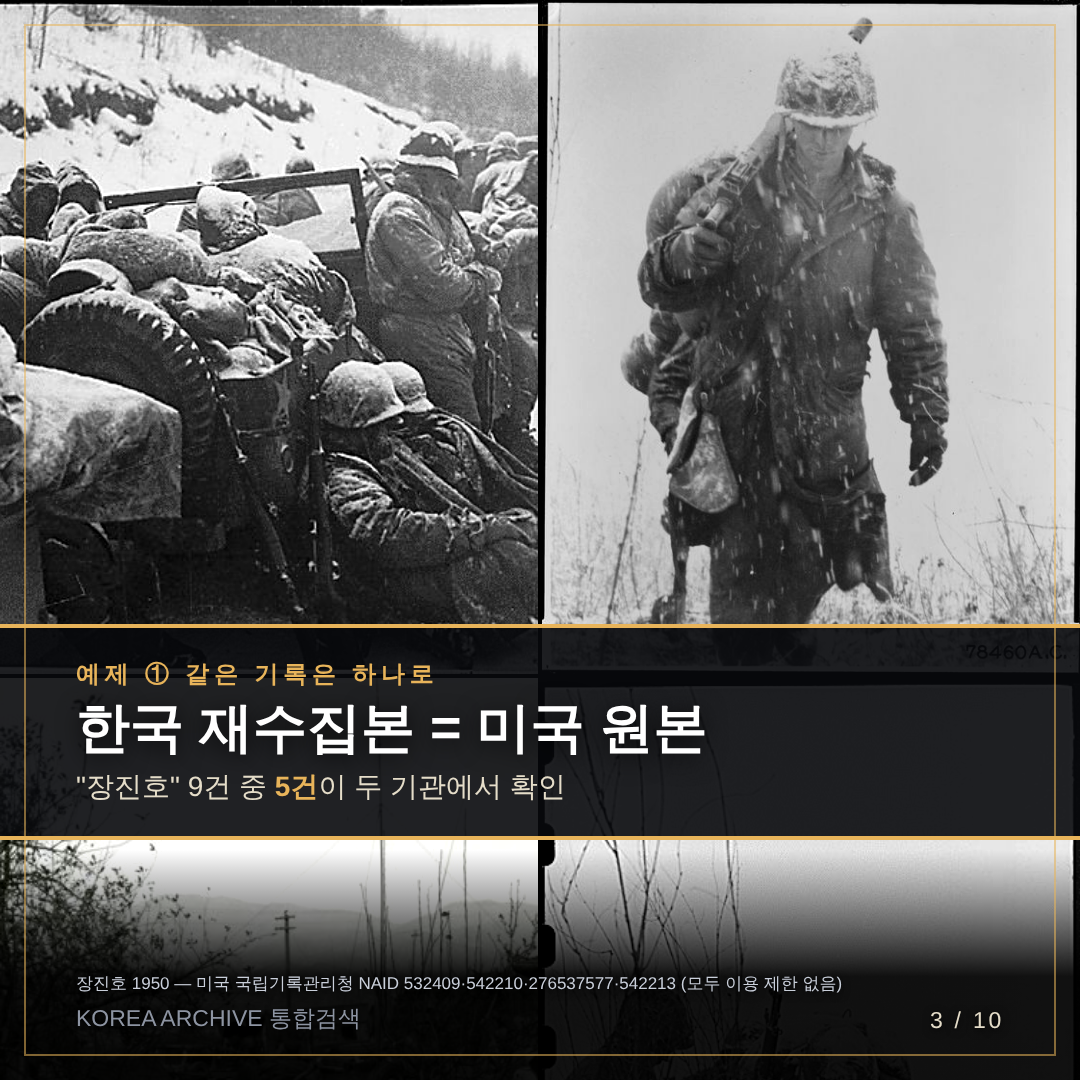 78460A.C.
예제 ① 같은 기록은 하나로
한국 재수집본 = 미국 원본
"장진호" 9건 중 5건이 두 기관에서 확인
장진호 1950 — 미국 국립기록관리청 NAID 532409·542210·276537577·542213 (모두 이용 제한 없음)
KOREA ARCHIVE 통합검색
3 / 10